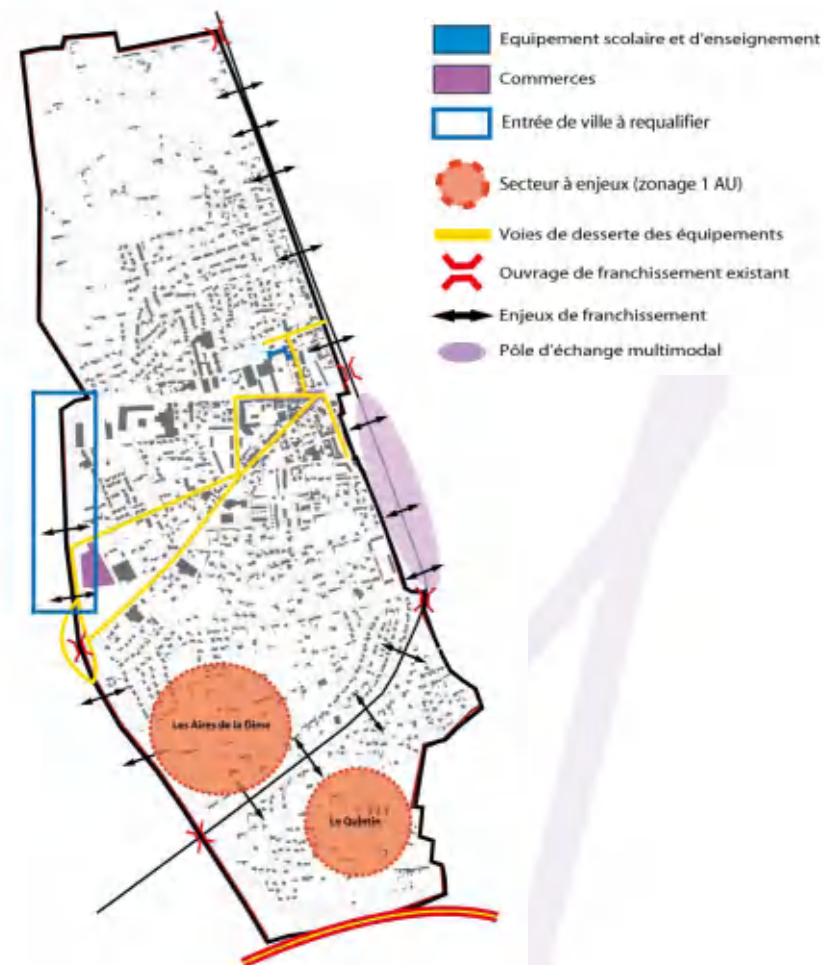 Equipement scolaire et d'enseignement
Commerces
Entrée de ville à requalifier
Secteur à enjeux (zonage 1 AU)
Voies de desserte des équipements
Ouvrage de franchissement existant
Enjeux de franchissement
Pôle d'échange multimodal
Les Aires de la Dime
Le Quintin